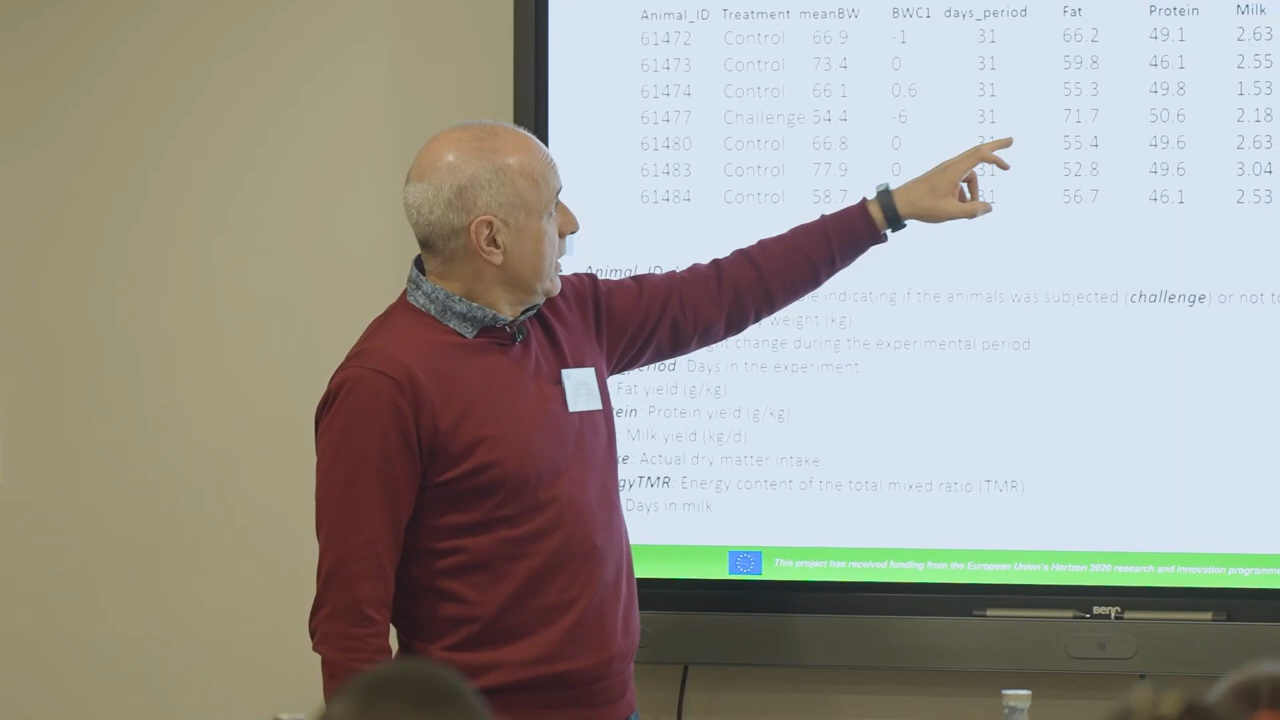 Animal_ID Treatment meanBW BWC1 days_period Fat Protein Milk
61472 Control 66.9 -1 31 66.2 49.1 2.63
61473 Control 73.4 0 31 59.8 46.1 2.55
61474 Control 66.1 0.6 31 55.3 49.8 1.53
61477 Challenge 54.4 -6 31 71.7 50.6 2.18
61480 Control 66.8 0 31 55.4 49.6 2.63
61483 Control 77.9 0 31 52.8 49.6 3.04
61484 Control 58.7 31 56.7 46.1 2.53
Animal_ID
indicating if the animals was subjected (challenge) or not
weight (kg)
change during the experimental period
Days in the experiment
Fat yield (g/kg)
Protein yield (g/kg)
Milk yield (kg/d)
Actual dry matter intake
Energy content of the total mixed ratio (TMR)
Days in milk
This project has received funding from the European Union's Horizon 2020 research and innovation programme
BenQ